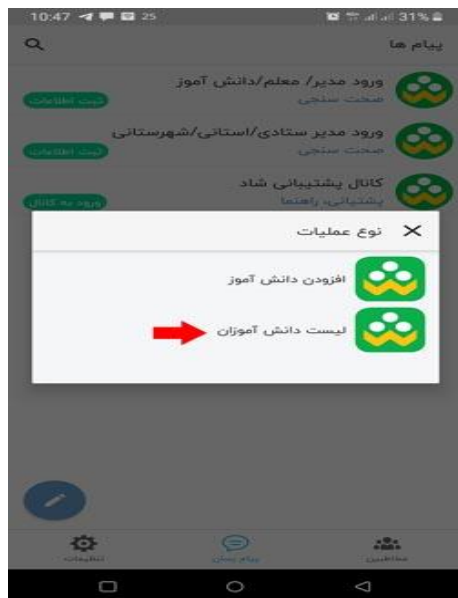 10:47 25 31%
پیام ها
ورود مدیر/ معلم/دانش آموز
صحت سنجی
ثبت اطلاعات
ورود مدیر ستادی/استانی/شهرستانی
صحت سنجی
ثبت اطلاعات
کانال پشتیبانی شاد
پشتیبانی، راهنما
ورود به کانال
نوع عملیات
افزودن دانش آموز
لیست دانش آموزان
مخاطبین
پیام رسان
تنظیمات